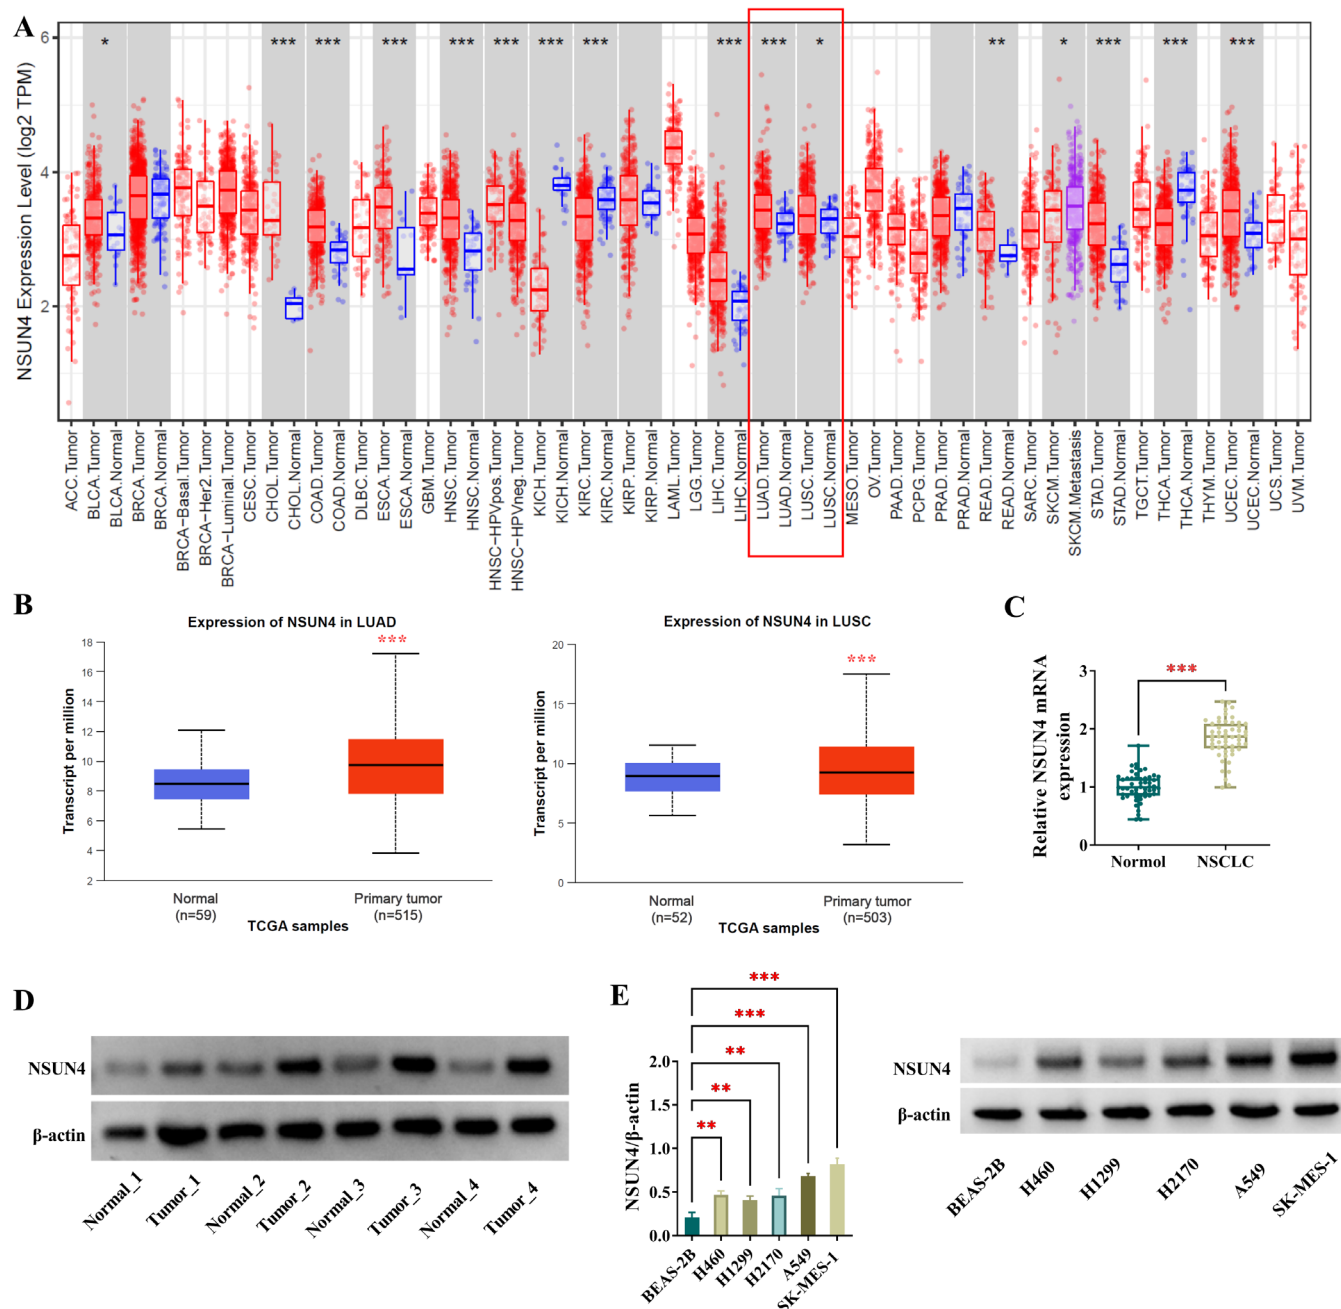 A
NSUN4 Expression Level (log2 TPM)
6
4
2
* *** *** *** *** *** *** *** *** *** * ** * *** *** ***
ACC.Tumor
BLCA.Tumor
BLCA.Normal
BRCA.Tumor
BRCA.Normal
BRCA-Basal.Tumor
BRCA-Her2.Tumor
BRCA-Luminal.Tumor
CESC.Tumor
CHOL.Tumor
CHOL.Normal
COAD.Tumor
COAD.Normal
DLBC.Tumor
ESCA.Tumor
ESCA.Normal
GBM.Tumor
HNSC.Tumor
HNSC.Normal
HNSC-HPVpos.Tumor
HNSC-HPVneg.Tumor
KICH.Tumor
KICH.Normal
KIRC.Tumor
KIRC.Normal
KIRP.Tumor
KIRP.Normal
LAML.Tumor
LGG.Tumor
LIHC.Tumor
LIHC.Normal
LUAD.Tumor
LUAD.Normal
LUSC.Tumor
LUSC.Normal
MESO.Tumor
OV.Tumor
PAAD.Tumor
PCPG.Tumor
PRAD.Tumor
PRAD.Normal
READ.Tumor
READ.Normal
SARC.Tumor
SKCM.Tumor
SKCM.Metastasis
STAD.Tumor
STAD.Normal
TGCT.Tumor
THCA.Tumor
THCA.Normal
THYM.Tumor
UCEC.Tumor
UCEC.Normal
UCS.Tumor
UVM.Tumor
B
Expression of NSUN4 in LUAD
***
Transcript per million
18
16
14
12
10
8
6
4
2
Normal
(n=59)
Primary tumor
(n=515)
TCGA samples
Expression of NSUN4 in LUSC
***
Transcript per million
20
15
10
5
0
Normal
(n=52)
Primary tumor
(n=503)
TCGA samples
C
***
Relative NSUN4 mRNA
expression
3
2
1
0
Normol
NSCLC
D
NSUN4
β-actin
Normal_1
Tumor_1
Normal_2
Tumor_2
Normal_3
Tumor_3
Normal_4
Tumor_4
E
***
***
**
**
**
NSUN4/β-actin
2.0
1.5
1.0
0.5
0.0
BEAS-2B
H460
H1299
H2170
A549
SK-MES-1
NSUN4
β-actin
BEAS-2B
H460
H1299
H2170
A549
SK-MES-1